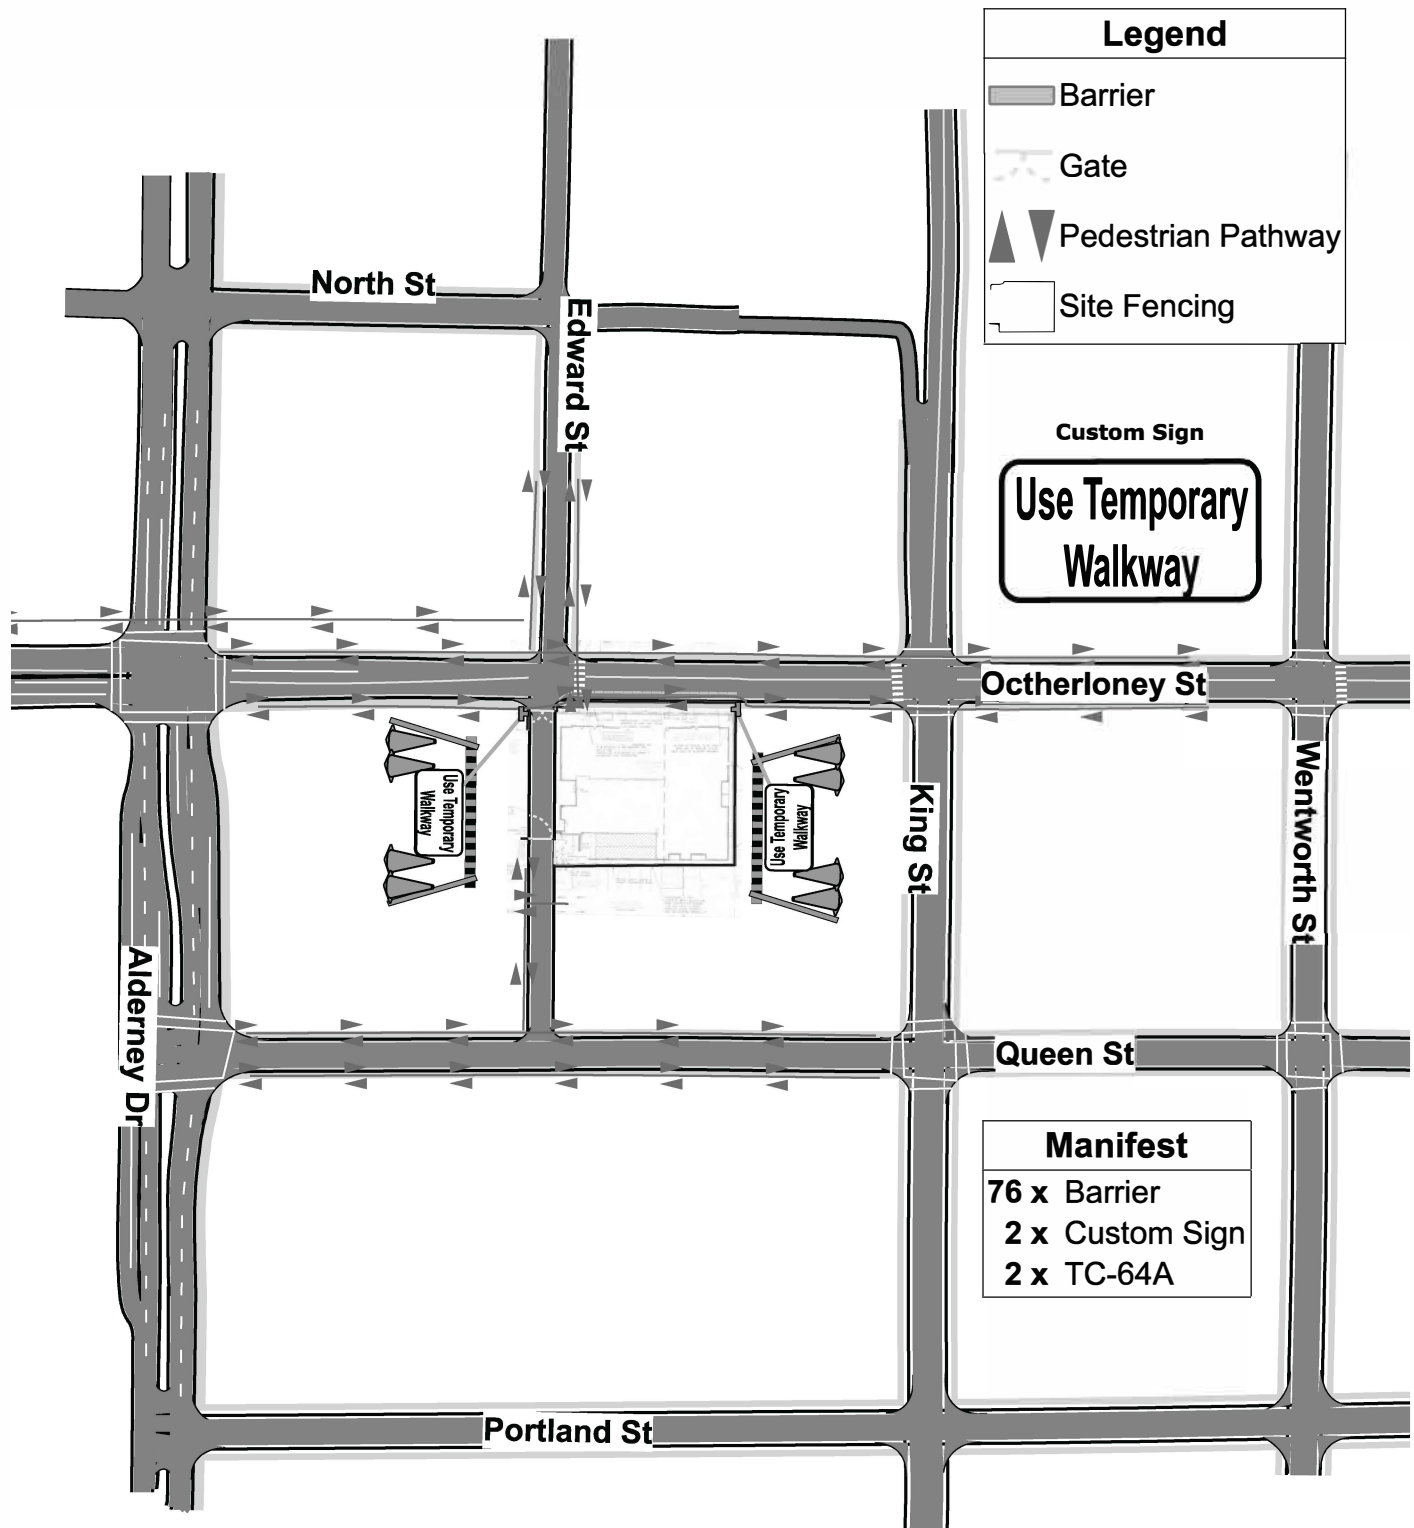 Legend
Barrier
Gate
Pedestrian Pathway
Site Fencing
North St
Edward St
Custom Sign
Use Temporary
Walkway
Octherloney St
Use Temporary
Walkway
Use Temporary
Walkway
King St
Wentworth St
Alderney Dr
Queen St
Manifest
76 x Barrier
2 x Custom Sign
2 x TC-64A
Portland St